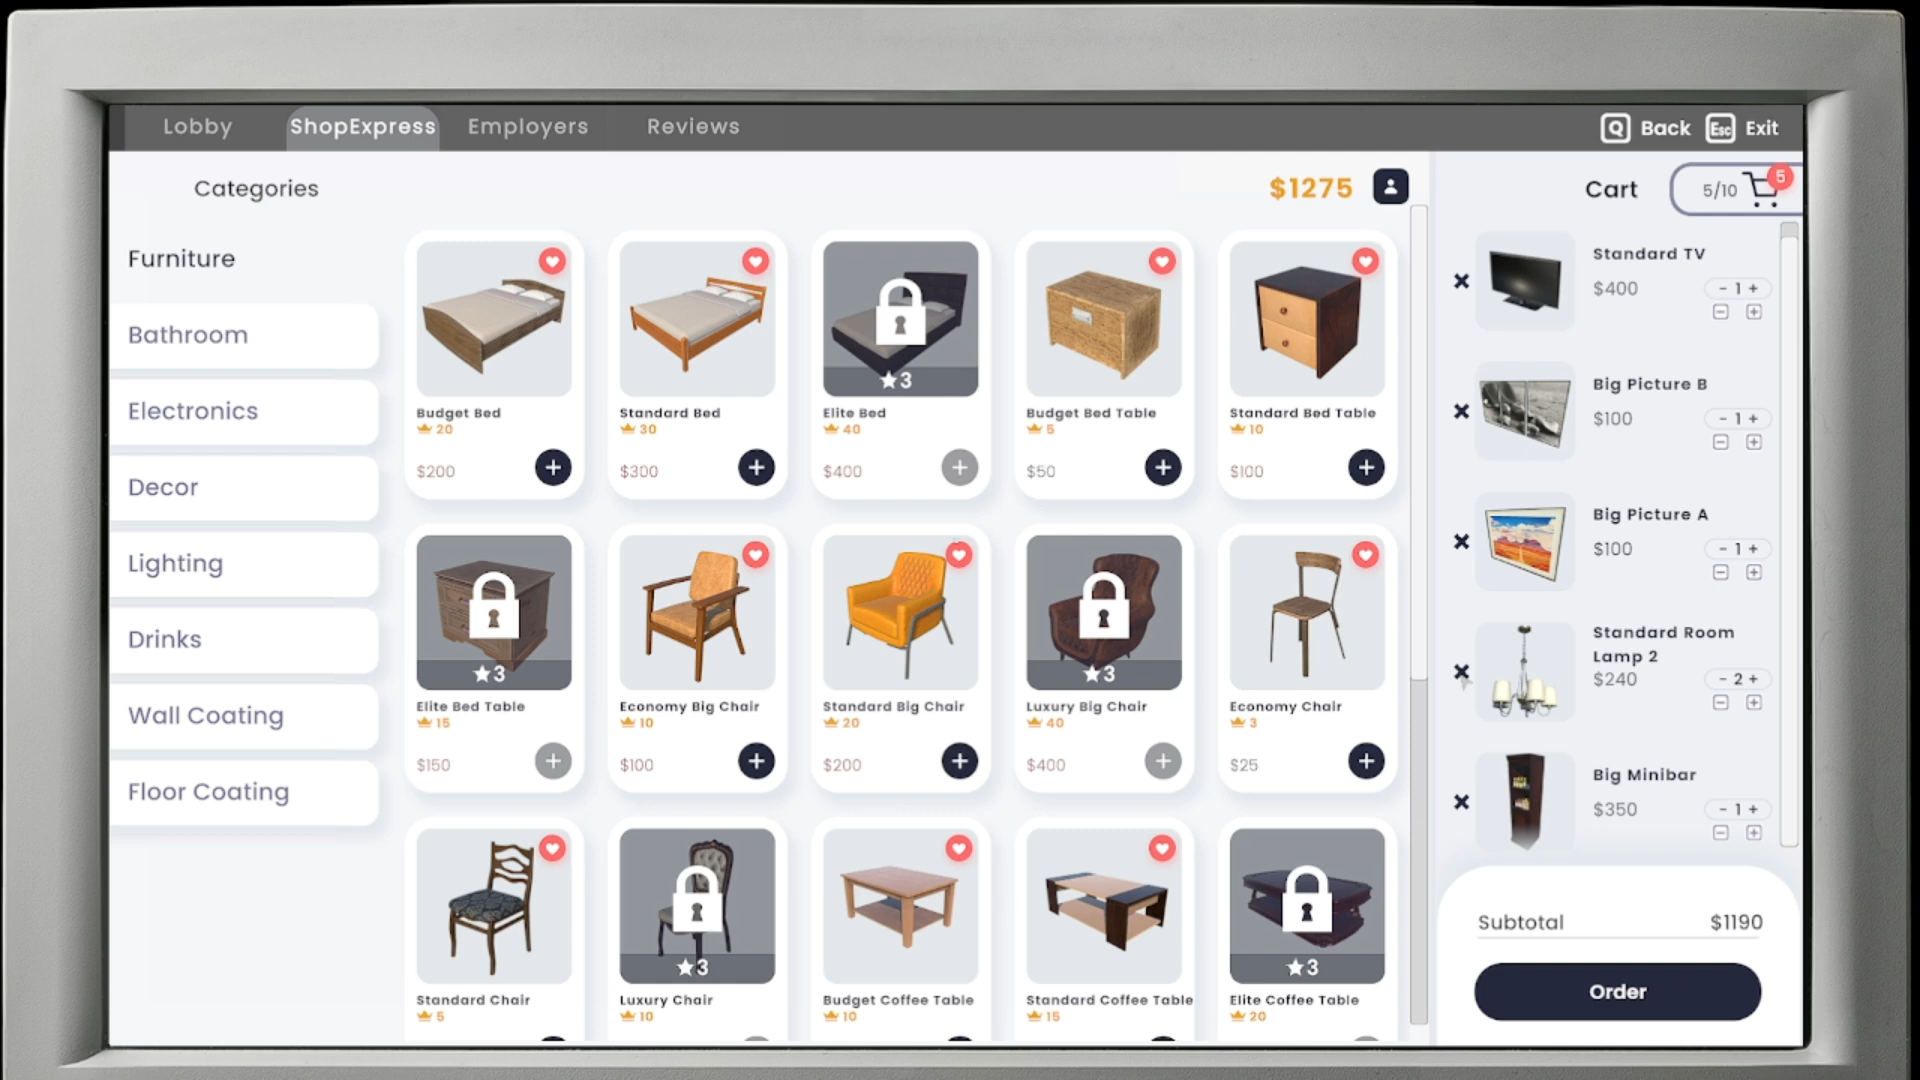 Lobby
ShopExpress
Employers
Reviews
Q Back
Esc Exit
Categories
$1275
Cart
5/10
5
Furniture
Bathroom
Electronics
Decor
Lighting
Drinks
Wall Coating
Floor Coating
Budget Bed
20
$200
Standard Bed
30
$300
3
Elite Bed
40
$400
Budget Bed Table
5
$50
Standard Bed Table
10
$100
3
Elite Bed Table
15
$150
Economy Big Chair
10
$100
Standard Big Chair
20
$200
3
Luxury Big Chair
40
$400
Economy Chair
3
$25
Standard Chair
5
3
Luxury Chair
10
Budget Coffee Table
10
Standard Coffee Table
15
3
Elite Coffee Table
20
Standard TV
$400
- 1 +
Big Picture B
$100
- 1 +
Big Picture A
$100
- 1 +
Standard Room
Lamp 2
$240
- 2 +
Big Minibar
$350
- 1 +
Subtotal
$1190
Order